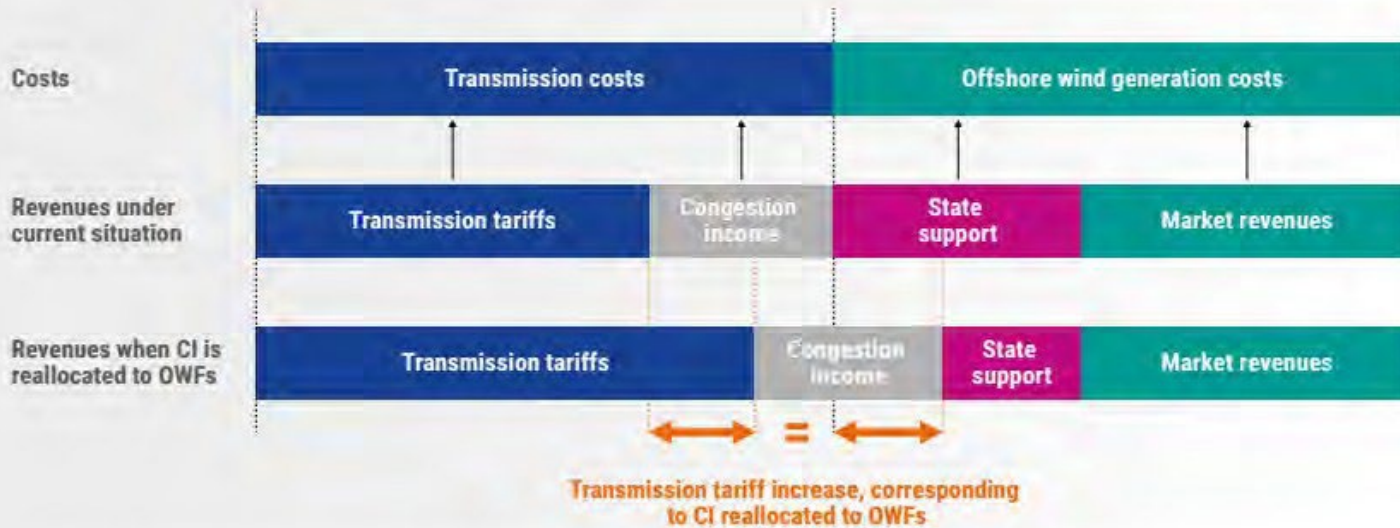 Costs
Transmission costs
Offshore wind generation costs
Revenues under
current situation
Transmission tariffs
Congestion
income
State
support
Market revenues
Revenues when CI is
reallocated to OWFs
Transmission tariffs
Congestion
income
State
support
Market revenues
=
Transmission tariff increase, corresponding
to CI reallocated to OWFs